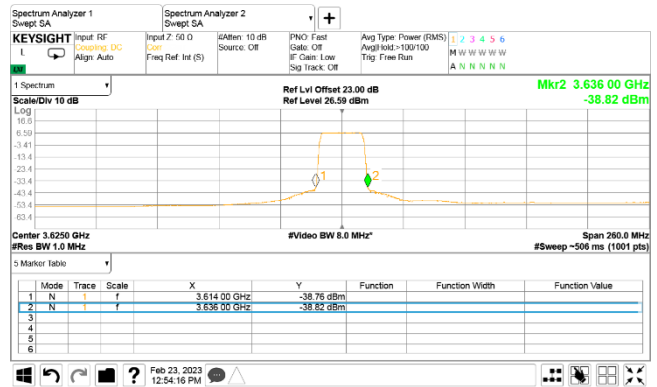 Spectrum Analyzer 1
Swept SA
Spectrum Analyzer 2
Swept SA
+
KEYSIGHT
L
Input: RF
Coupling: DC
Align: Auto
Input Z: 50 Ω
Corr
Freq Ref: Int (S)
#Atten: 10 dB
Source: Off
PNO: Fast
Gate: Off
IF Gain: Low
Sig Track: Off
Avg Type: Power (RMS)
Avg|Hold:>100/100
Trig: Free Run
1 2 3 4 5 6
M W W W W W
A N N N N N
1 Spectrum
Scale/Div 10 dB
Log
Ref Lvl Offset 23.00 dB
Ref Level 26.59 dBm
Mkr2 3.636 00 GHz
-38.82 dBm
16.6
6.59
-3.41
-13.4
-23.4
-33.4
-43.4
-53.4
-63.4
1
2
Center 3.6250 GHz
#Res BW 1.0 MHz
#Video BW 8.0 MHz*
Span 260.0 MHz
#Sweep ~506 ms (1001 pts)
5 Marker Table
Mode Trace Scale X Y Function Function Width Function Value
1 N 1 f 3.614 00 GHz -38.76 dBm
2 N 1 f 3.636 00 GHz -38.82 dBm
3
4
5
6
?
Feb 23, 2023
12:54:16 PM